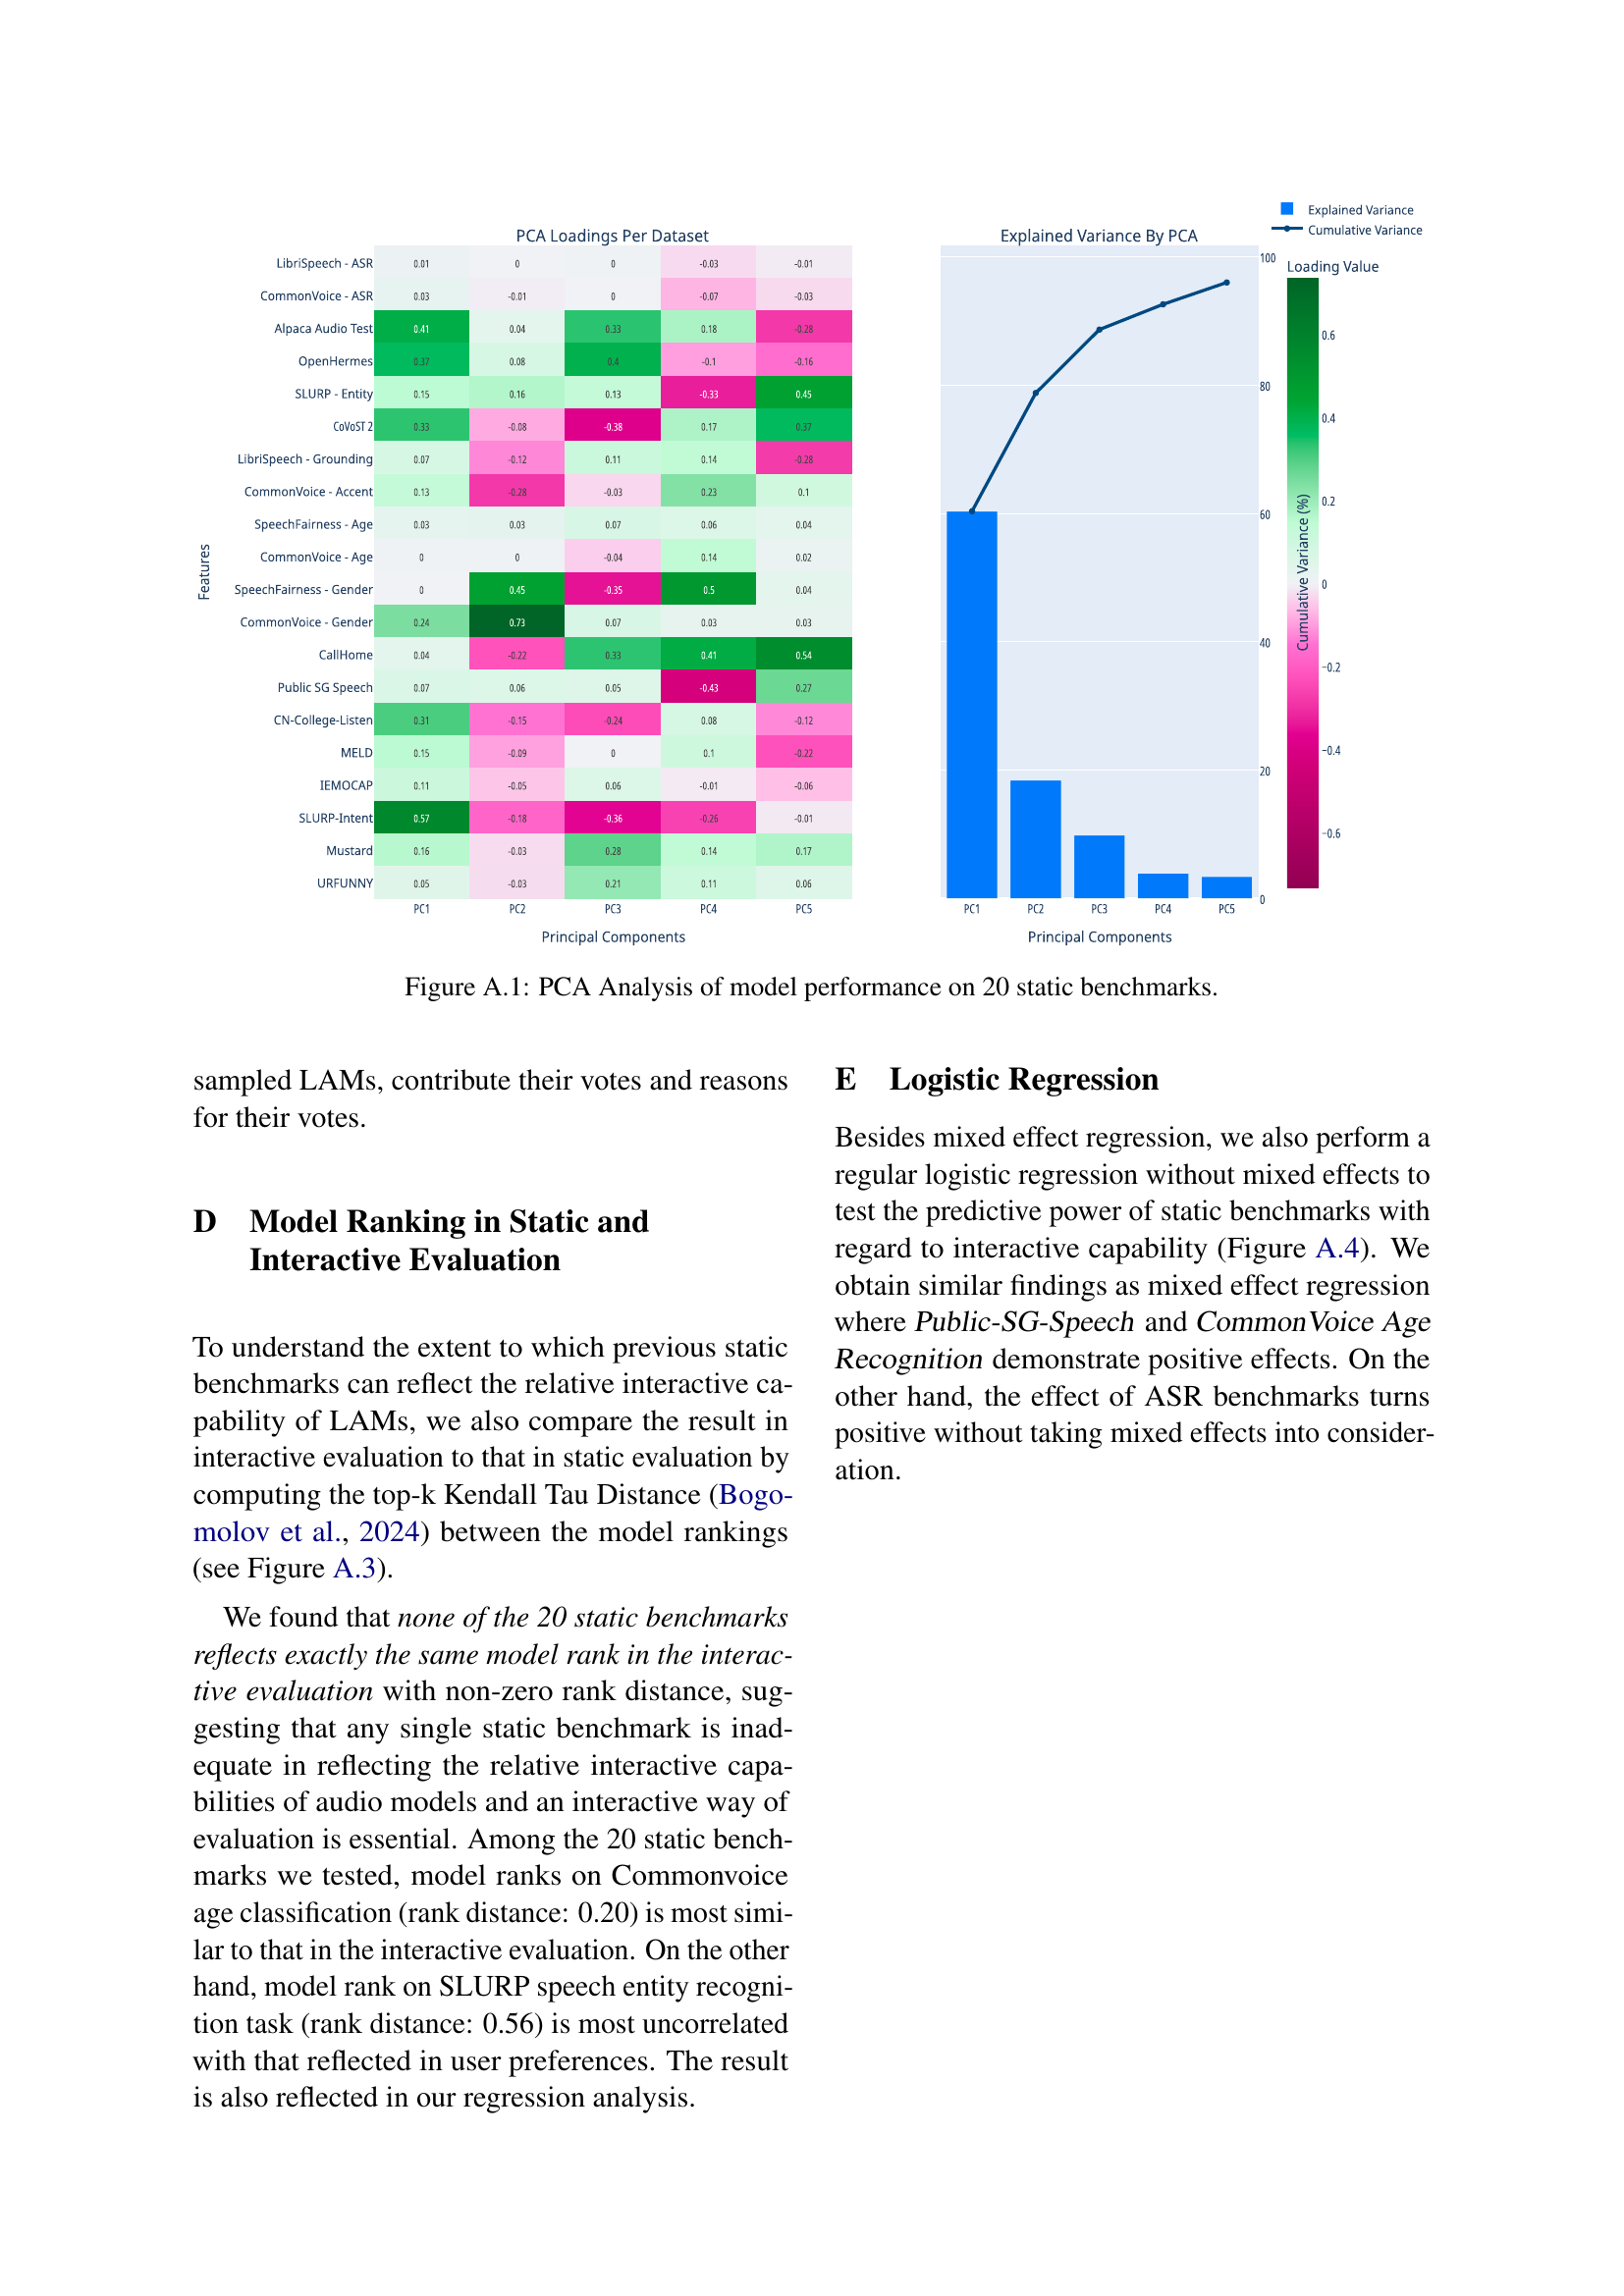 Explained Variance
Cumulative Variance
PCA Loadings Per Dataset
Explained Variance By PCA
Loading Value
Features
LibriSpeech - ASR 0.01 0 0 -0.03 -0.01
CommonVoice - ASR 0.03 -0.01 0 -0.07 -0.03
Alpaca Audio Test 0.41 0.04 0.33 0.18 -0.28
OpenHermes 0.37 0.08 0.4 -0.1 -0.16
SLURP - Entity 0.15 0.16 0.13 -0.33 0.45
CoVoST 2 0.33 -0.08 -0.38 0.17 0.37
LibriSpeech - Grounding 0.07 -0.12 0.11 0.14 -0.28
CommonVoice - Accent 0.13 -0.28 -0.03 0.23 0.1
SpeechFairness - Age 0.03 0.03 0.07 0.06 0.04
CommonVoice - Age 0 0 -0.04 0.14 0.02
SpeechFairness - Gender 0 0.45 -0.35 0.5 0.04
CommonVoice - Gender 0.24 0.73 0.07 0.03 0.03
CallHome 0.04 -0.22 0.33 0.41 0.54
Public SG Speech 0.07 0.06 0.05 -0.43 0.27
CN-College-Listen 0.31 -0.15 -0.24 0.08 -0.12
MELD 0.15 -0.09 0 0.1 -0.22
IEMOCAP 0.11 -0.05 0.06 -0.01 -0.06
SLURP-Intent 0.57 -0.18 -0.36 -0.26 -0.01
Mustard 0.16 -0.03 0.28 0.14 0.17
URFUNNY 0.05 -0.03 0.21 0.11 0.06
PC1 PC2 PC3 PC4 PC5
Principal Components
100
80
60
40
20
0
Cumulative Variance (%)
PC1 PC2 PC3 PC4 PC5
Principal Components
0.6
0.4
0.2
0
−0.2
−0.4
−0.6
Figure A.1: PCA Analysis of model performance on 20 static benchmarks.
sampled LAMs, contribute their votes and reasons
for their votes.
D Model Ranking in Static and
Interactive Evaluation
To understand the extent to which previous static
benchmarks can reflect the relative interactive ca-
pability of LAMs, we also compare the result in
interactive evaluation to that in static evaluation by
computing the top-k Kendall Tau Distance (Bogo-
molov et al., 2024) between the model rankings
(see Figure A.3).
We found that none of the 20 static benchmarks
reflects exactly the same model rank in the interac-
tive evaluation with non-zero rank distance, sug-
gesting that any single static benchmark is inad-
equate in reflecting the relative interactive capa-
bilities of audio models and an interactive way of
evaluation is essential. Among the 20 static bench-
marks we tested, model ranks on Commonvoice
age classification (rank distance: 0.20) is most simi-
lar to that in the interactive evaluation. On the other
hand, model rank on SLURP speech entity recogni-
tion task (rank distance: 0.56) is most uncorrelated
with that reflected in user preferences. The result
is also reflected in our regression analysis.
E Logistic Regression
Besides mixed effect regression, we also perform a
regular logistic regression without mixed effects to
test the predictive power of static benchmarks with
regard to interactive capability (Figure A.4). We
obtain similar findings as mixed effect regression
where Public-SG-Speech and CommonVoice Age
Recognition demonstrate positive effects. On the
other hand, the effect of ASR benchmarks turns
positive without taking mixed effects into consider-
ation.